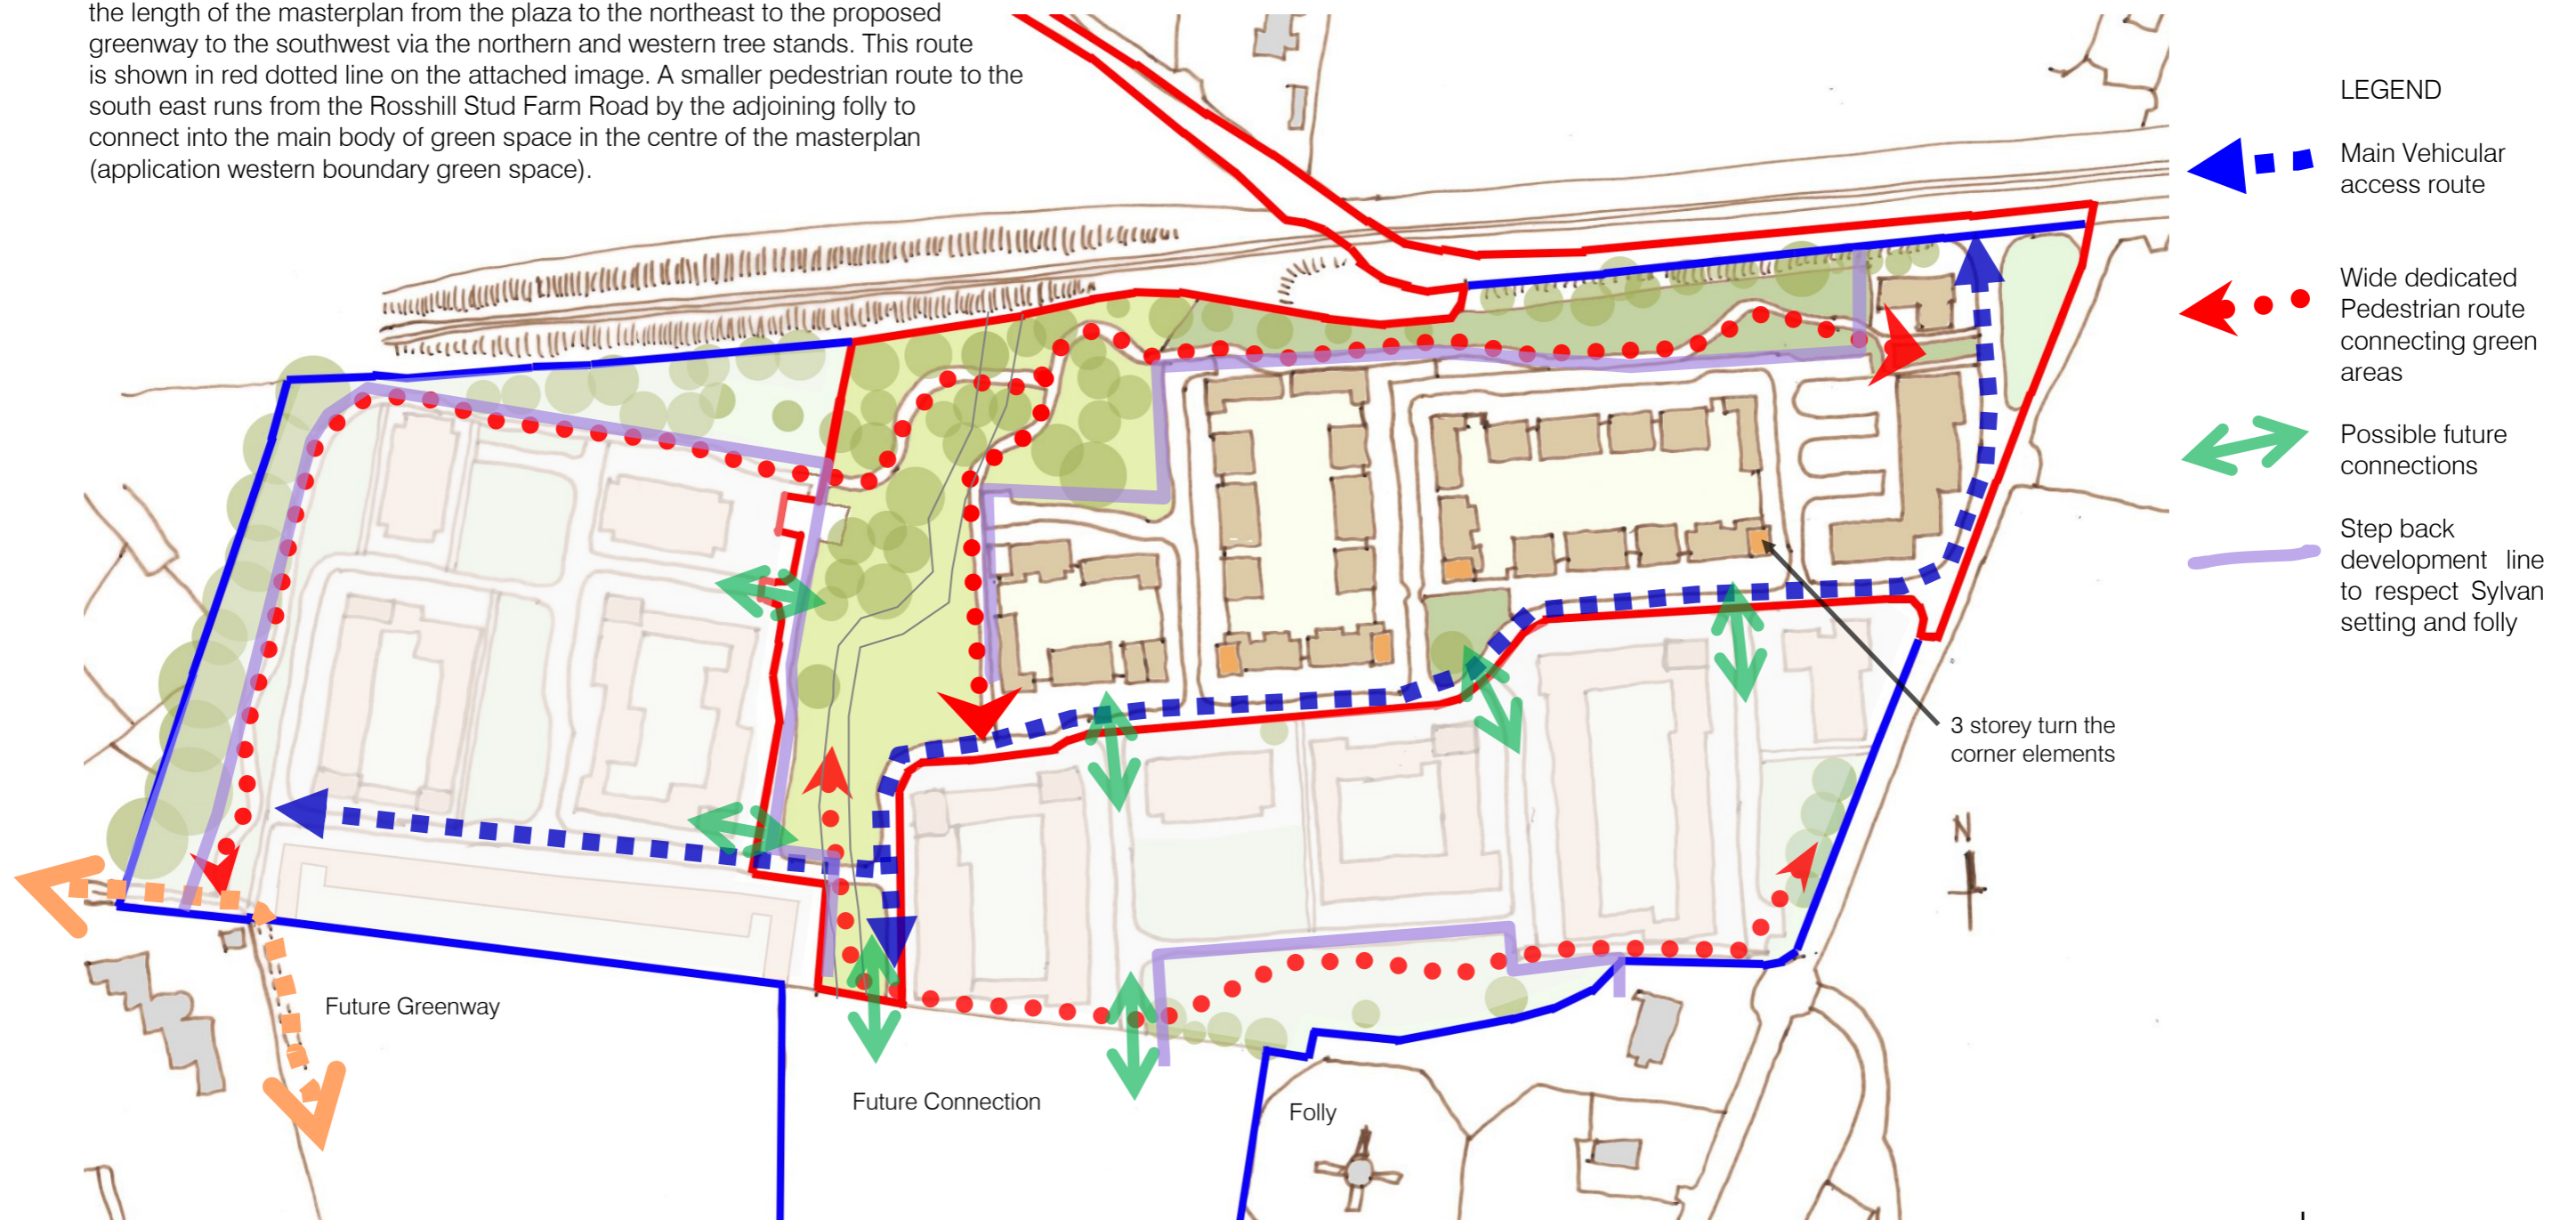 the length of the masterplan from the plaza to the northeast to the proposed
greenway to the southwest via the northern and western tree stands. This route
is shown in red dotted line on the attached image. A smaller pedestrian route to the
south east runs from the Rosshill Stud Farm Road by the adjoining folly to
connect into the main body of green space in the centre of the masterplan
(application western boundary green space).
LEGEND
Main Vehicular
access route
Wide dedicated
Pedestrian route
connecting green
areas
Possible future
connections
Step back
development line
to respect Sylvan
setting and folly
3 storey turn the
corner elements
N
Future Greenway
Future Connection
Folly